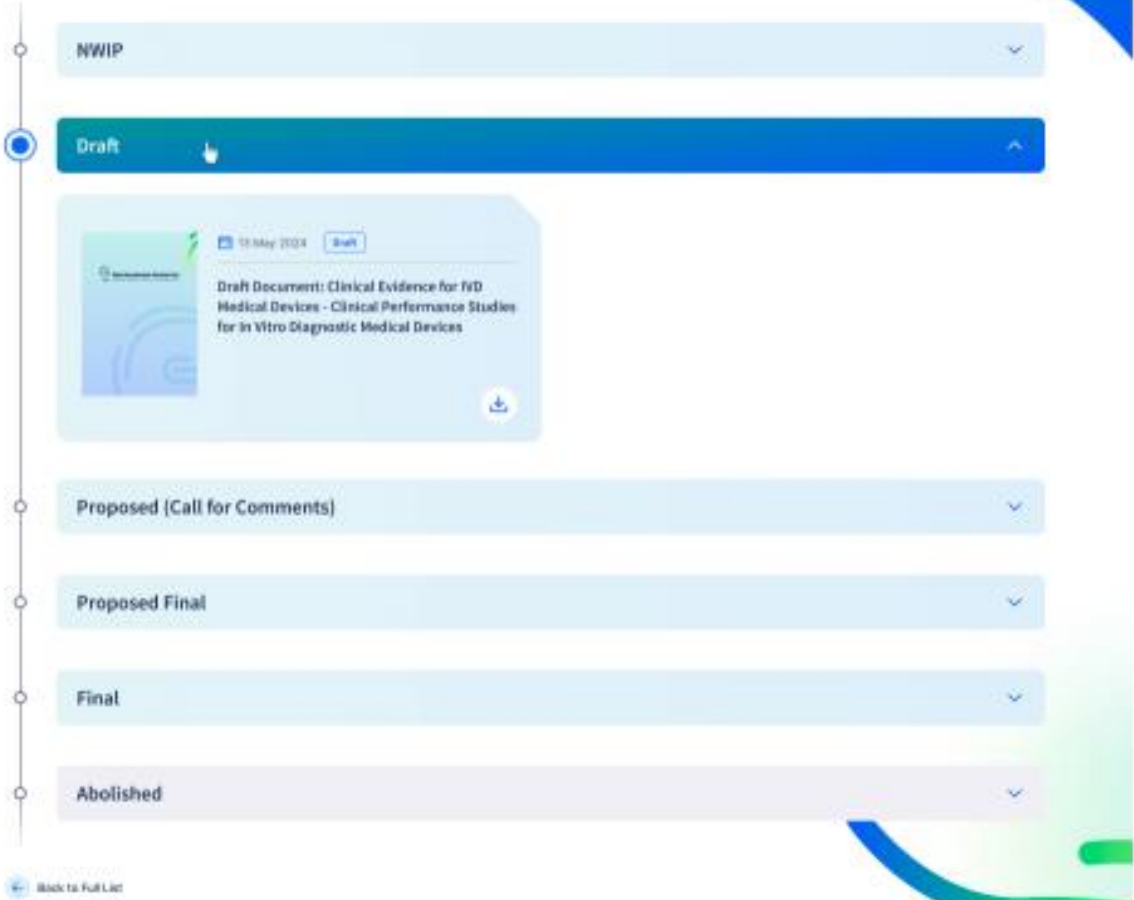 NWIP
Draft
13 May 2024 Draft
Draft Document: Clinical Evidence for IVD
Medical Devices - Clinical Performance Studies
for In Vitro Diagnostic Medical Devices
Proposed (Call for Comments)
Proposed Final
Final
Abolished
Back to Full List